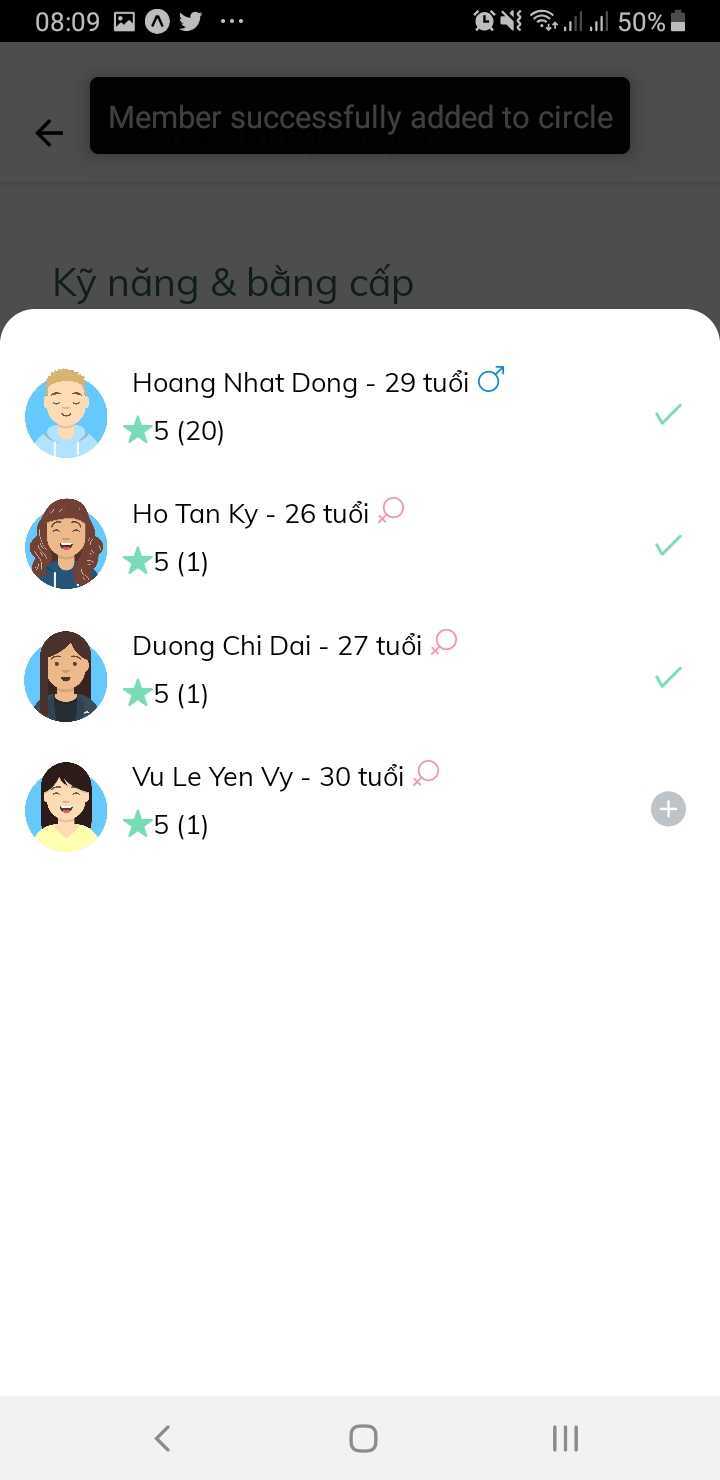 08:09
50%
Member successfully added to circle
Kỹ năng & bằng cấp
Hoang Nhat Dong - 29 tuổi
5 (20)
Ho Tan Ky - 26 tuổi
5 (1)
Duong Chi Dai - 27 tuổi
5 (1)
Vu Le Yen Vy - 30 tuổi
5 (1)